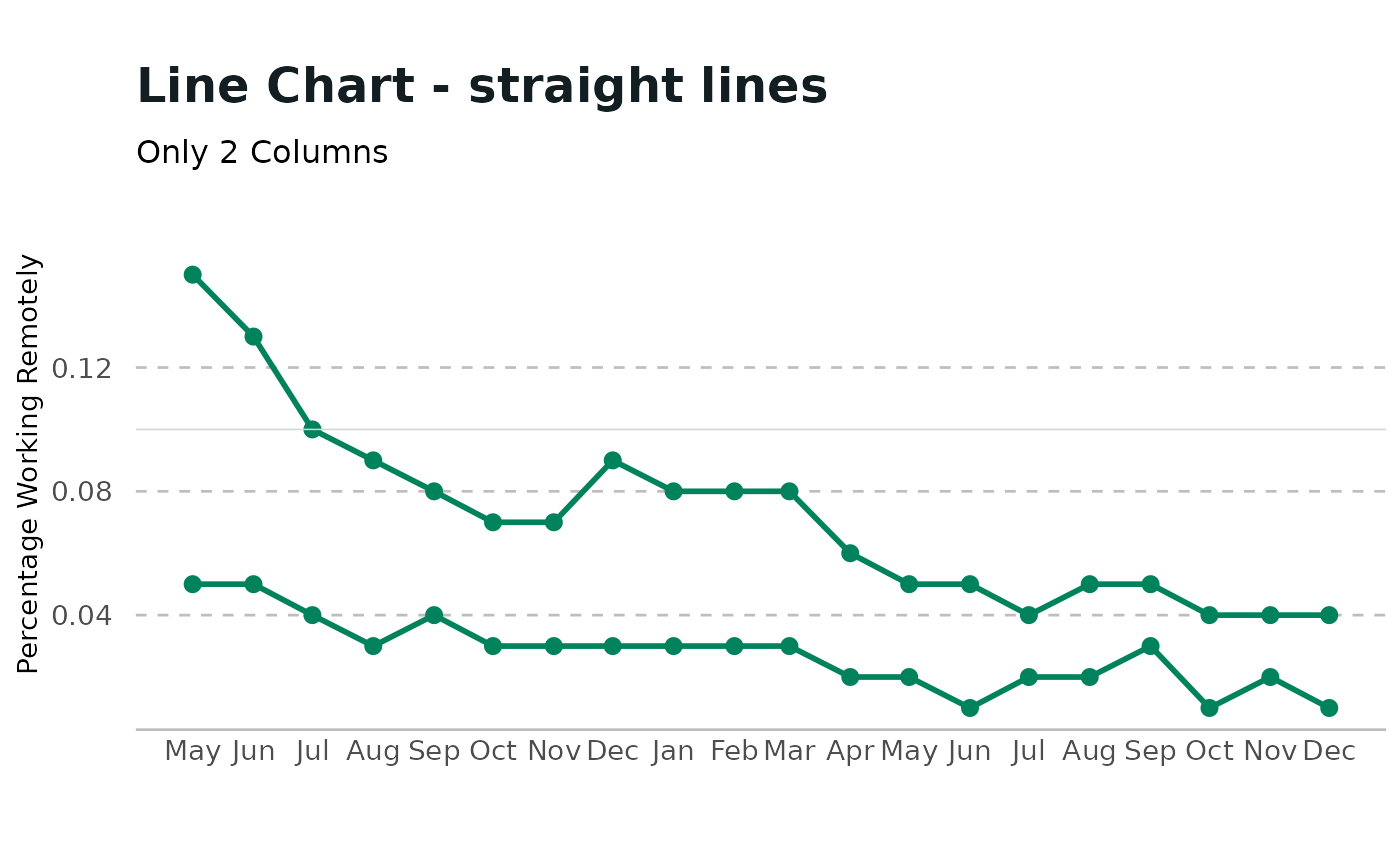 Line Chart - straight lines
Only 2 Columns
Percentage Working Remotely
0.12
0.08
0.04
May Jun Jul Aug Sep Oct Nov Dec Jan Feb Mar Apr May Jun Jul Aug Sep Oct Nov Dec